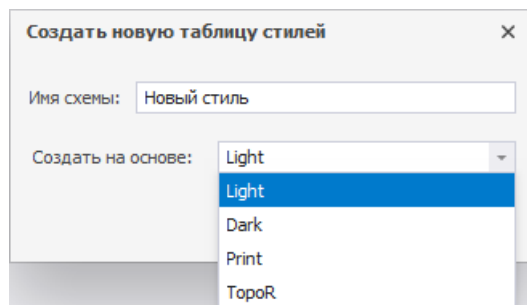 Создать новую таблицу стилей
Имя схемы: Новый стиль
Создать на основе: Light
Light
Dark
Print
TopoR